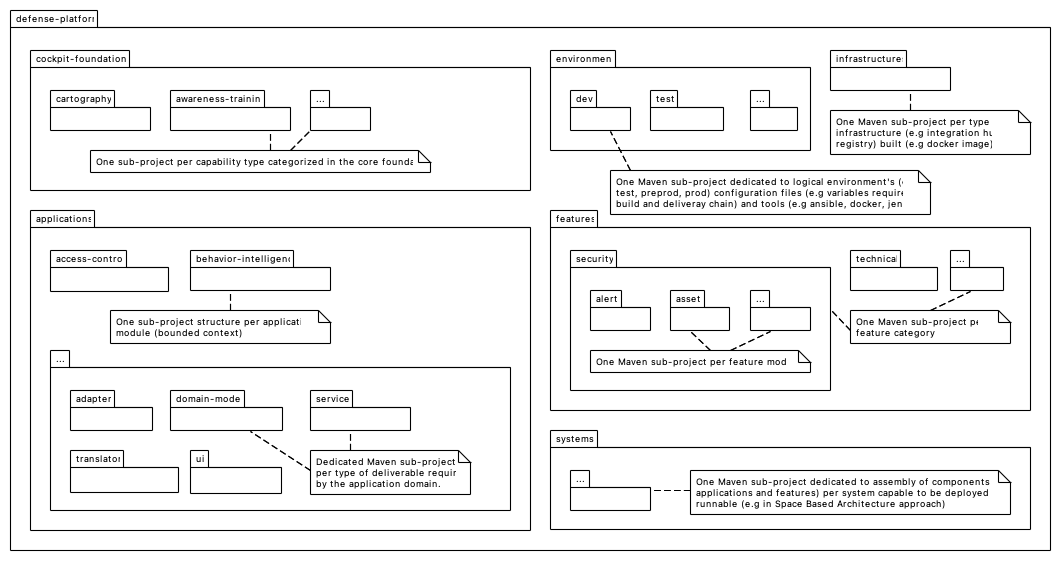 defense-platform
cockpit-foundation
cartography
awareness-trainin
...
One sub-project per capability type categorized in the core founda
environmen
dev
test
...
One Maven sub-project dedicated to logical environment's (
test, preprod, prod) configuration files (e.g variables require
build and deliveray chain) and tools (e.g ansible, docker, jen
infrastructure
One Maven sub-project per type
infrastructure (e.g integration hu
registry) built (e.g docker image)
applications
access-contro
behavior-intelligenc
One sub-project structure per applicati
module (bounded context)
...
adapter
domain-mode
service
translator
ui
Dedicated Maven sub-project
per type of deliverable requir
by the application domain.
features
security
alert
asset
...
One Maven sub-project per feature mod
technical
...
One Maven sub-project pe
feature category
systems
...
One Maven sub-project dedicated to assembly of components
applications and features) per system capable to be deployed
runnable (e.g in Space Based Architecture approach)